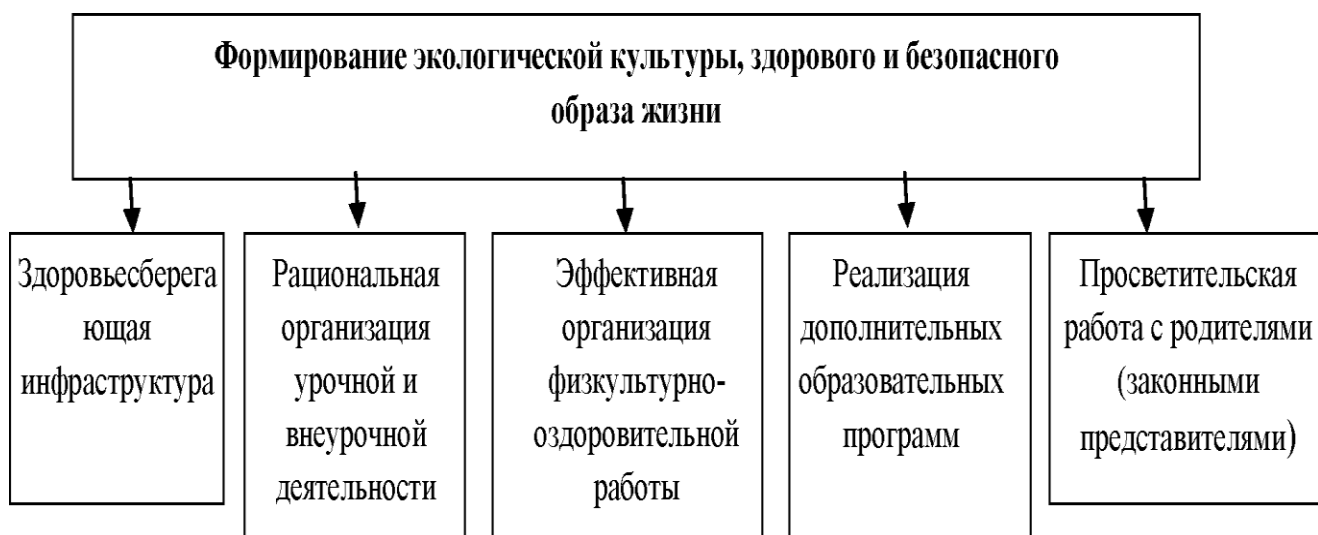 Формирование экологической культуры, здорового и безопасного
образа жизни
Здоровьесберега
ющая
инфраструктура
Рациональная
организация
урочной и
внеурочной
деятельности
Эффективная
организация
физкультурно-
оздоровительной
работы
Реализация
дополнительных
образовательных
программ
Просветительская
работа с родителями
(законными
представителями)